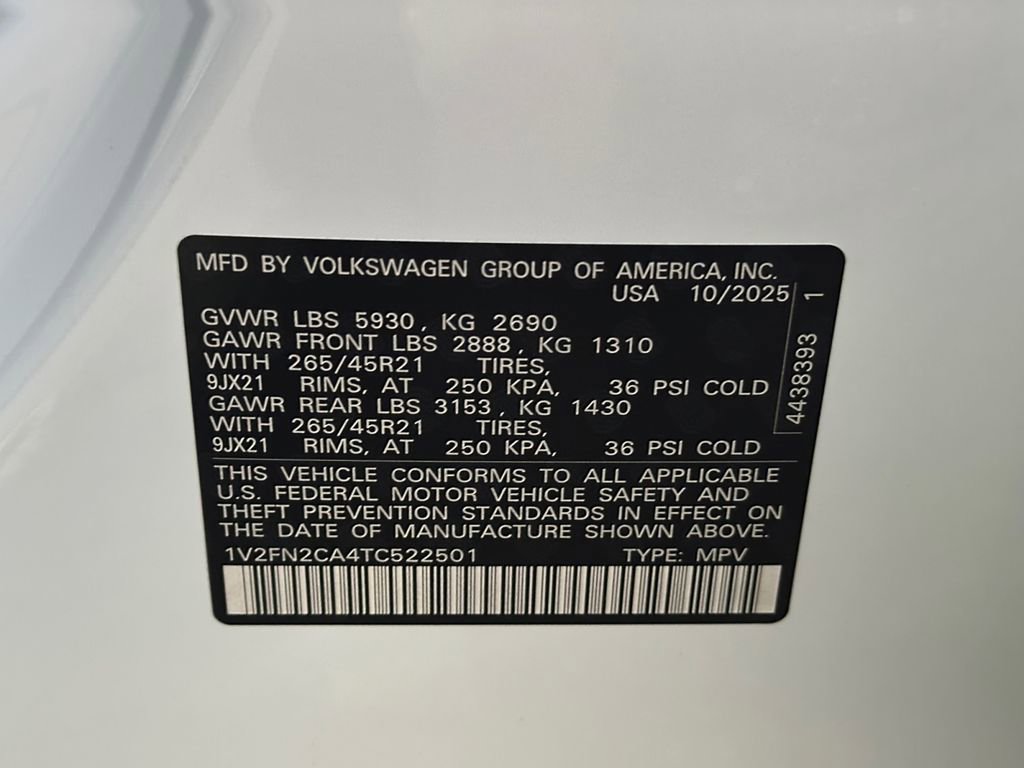 MFD BY VOLKSWAGEN GROUP OF AMERICA, INC.
USA 10/2025
GVWR LBS 5930, KG 2690
GAWR FRONT LBS 2888, KG 1310
WITH 265/45R21 TIRES,
9JX21 RIMS, AT 250 KPA, 36 PSI COLD
GAWR REAR LBS 3153, KG 1430
WITH 265/45R21 TIRES,
9JX21 RIMS, AT 250 KPA, 36 PSI COLD
4438393 1
THIS VEHICLE CONFORMS TO ALL APPLICABLE
U.S. FEDERAL MOTOR VEHICLE SAFETY AND
THEFT PREVENTION STANDARDS IN EFFECT ON
THE DATE OF MANUFACTURE SHOWN ABOVE.
1V2FN2CA4TC522501 TYPE: MPV